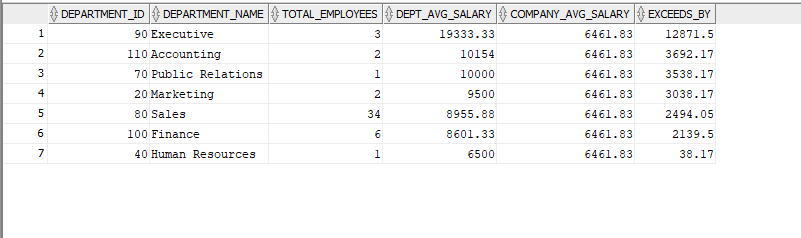 DEPARTMENT_ID DEPARTMENT_NAME TOTAL_EMPLOYEES DEPT_AVG_SALARY COMPANY_AVG_SALARY EXCEEDS_BY
1 90 Executive 3 19333.33 6461.83 12871.5
2 110 Accounting 2 10154 6461.83 3692.17
3 70 Public Relations 1 10000 6461.83 3538.17
4 20 Marketing 2 9500 6461.83 3038.17
5 80 Sales 34 8955.88 6461.83 2494.05
6 100 Finance 6 8601.33 6461.83 2139.5
7 40 Human Resources 1 6500 6461.83 38.17